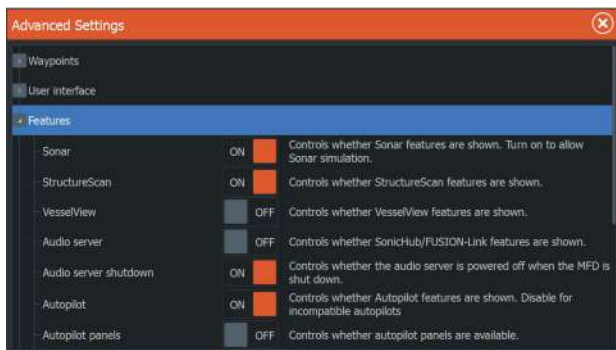 Advanced Settings
Waypoints
User interface
Features
Sonar ON Controls whether Sonar features are shown. Turn on to allow
Sonar simulation.
StructureScan ON Controls whether StructureScan features are shown.
VesselView OFF Controls whether VesselView features are shown.
Audio server OFF Controls whether SonicHub/FUSION-Link features are shown.
Audio server shutdown ON Controls whether the audio server is powered off when the MFD is
shut down.
Autopilot ON Controls whether Autopilot features are shown. Disable for
incompatible autopilots
Autopilot panels OFF Controls whether autopilot panels are available.